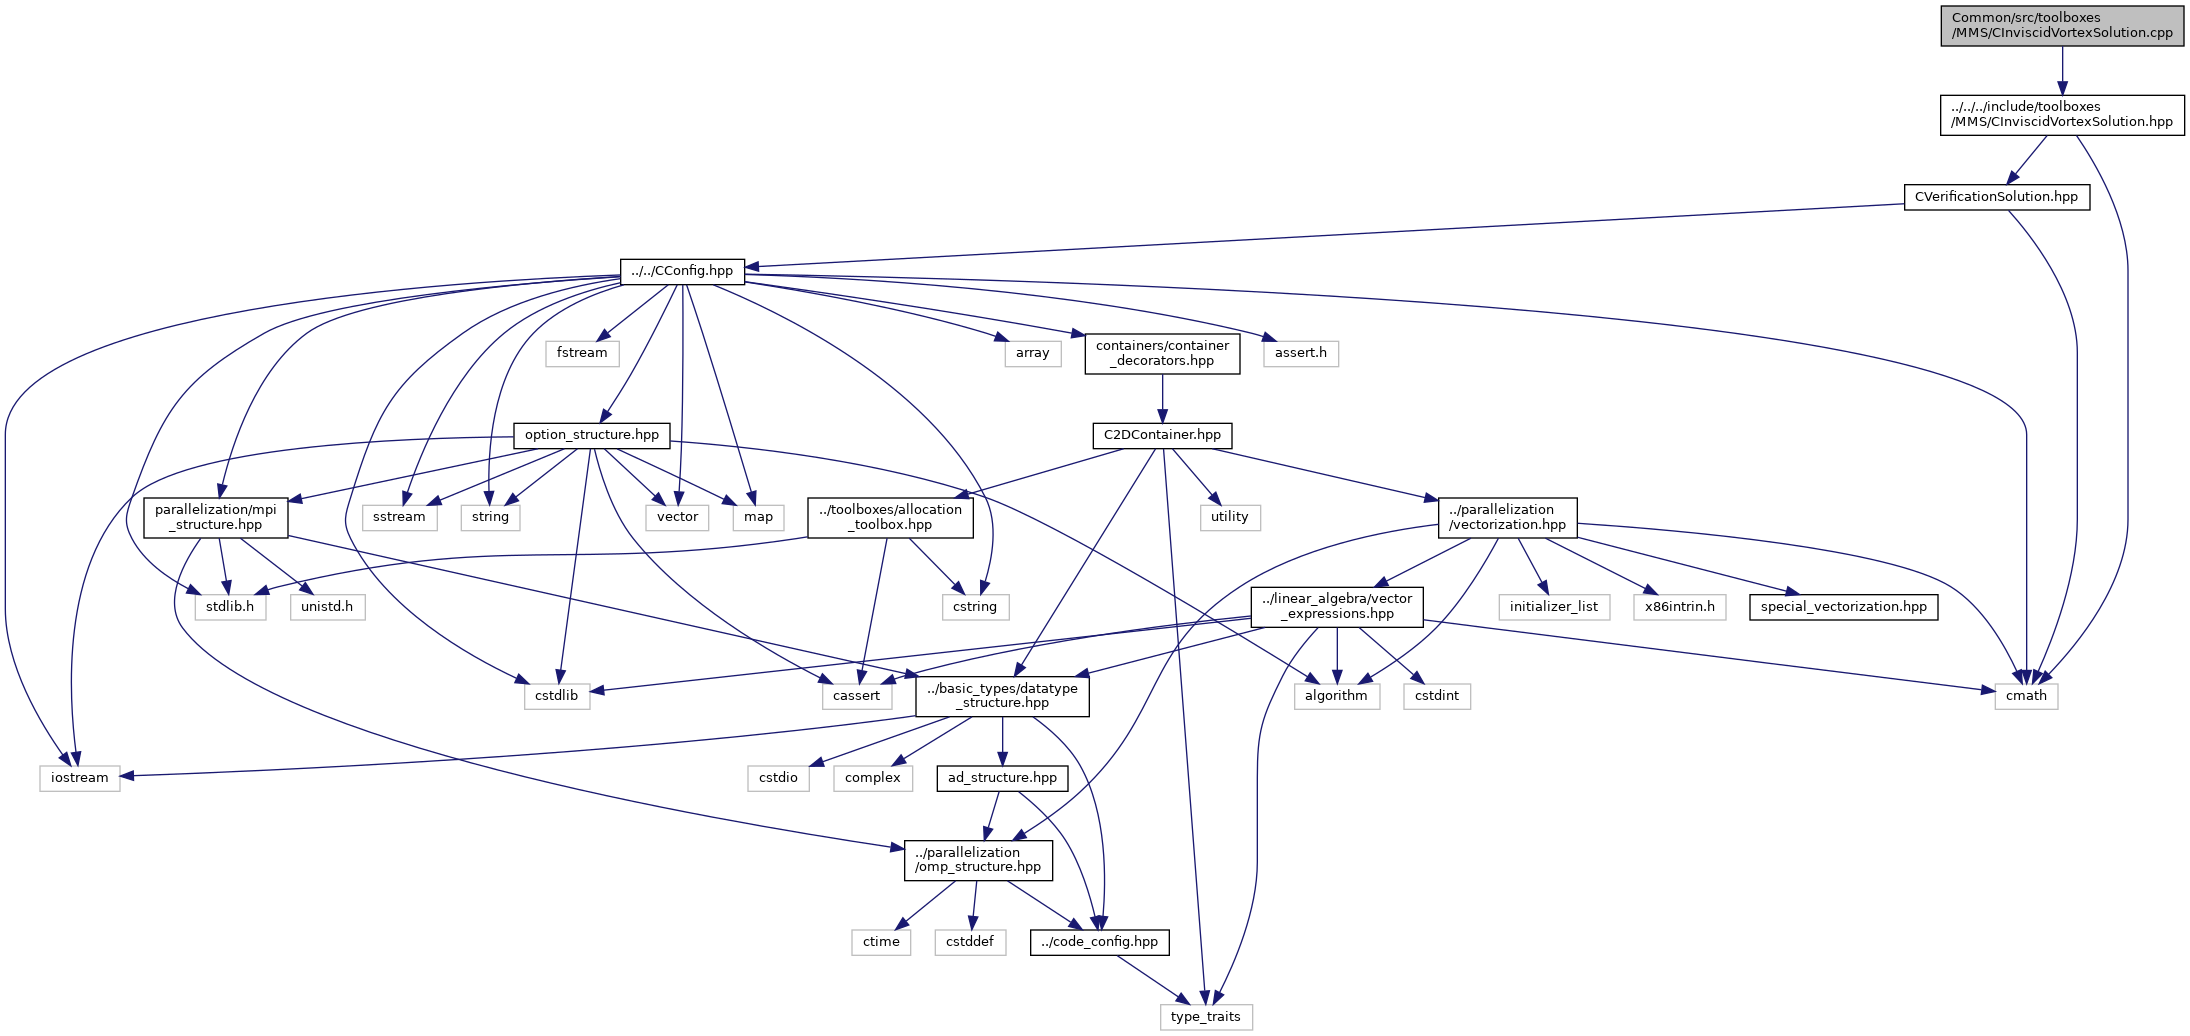 Common/src/toolboxes
/MMS/CInviscidVortexSolution.cpp
../../../include/toolboxes
/MMS/CInviscidVortexSolution.hpp
CVerificationSolution.hpp
../../CConfig.hpp
fstream
array
containers/container
_decorators.hpp
assert.h
option_structure.hpp
C2DContainer.hpp
parallelization/mpi
_structure.hpp
sstream
string
vector
map
../toolboxes/allocation
_toolbox.hpp
utility
../parallelization
/vectorization.hpp
stdlib.h
unistd.h
cstring
../linear_algebra/vector
_expressions.hpp
initializer_list
x86intrin.h
special_vectorization.hpp
cstdlib
cassert
../basic_types/datatype
_structure.hpp
algorithm
cstdint
cmath
iostream
cstdio
complex
ad_structure.hpp
../parallelization
/omp_structure.hpp
ctime
cstddef
../code_config.hpp
type_traits